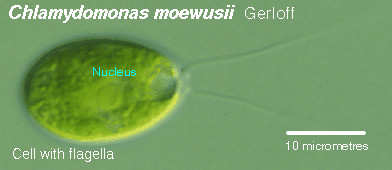 Chlamydomonas moewusii Gerloff
Nucleus
10 micrometres
Cell with flagella